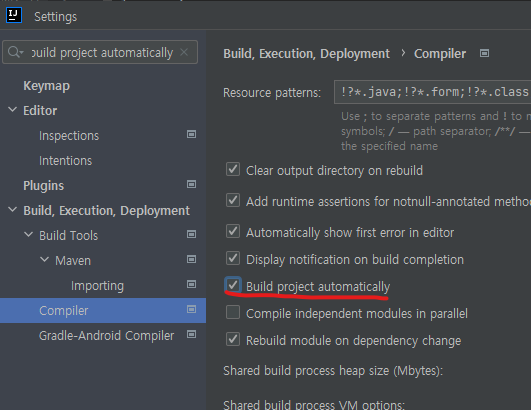 IJ
Settings
build project automatically
Keymap
Editor
Inspections
Intentions
Plugins
Build, Execution, Deployment
Build Tools
Maven
Importing
Compiler
Gradle-Android Compiler
Build, Execution, Deployment › Compiler
Resource patterns: !?*.java;!?*.form;!?*.class
Use ; to separate patterns and ! to n
symbols; / — path separator; /**/ —
the specified name
Clear output directory on rebuild
Add runtime assertions for notnull-annotated metho
Automatically show first error in editor
Display notification on build completion
Build project automatically
Compile independent modules in parallel
Rebuild module on dependency change
Shared build process heap size (Mbytes):
Shared build process VM options: